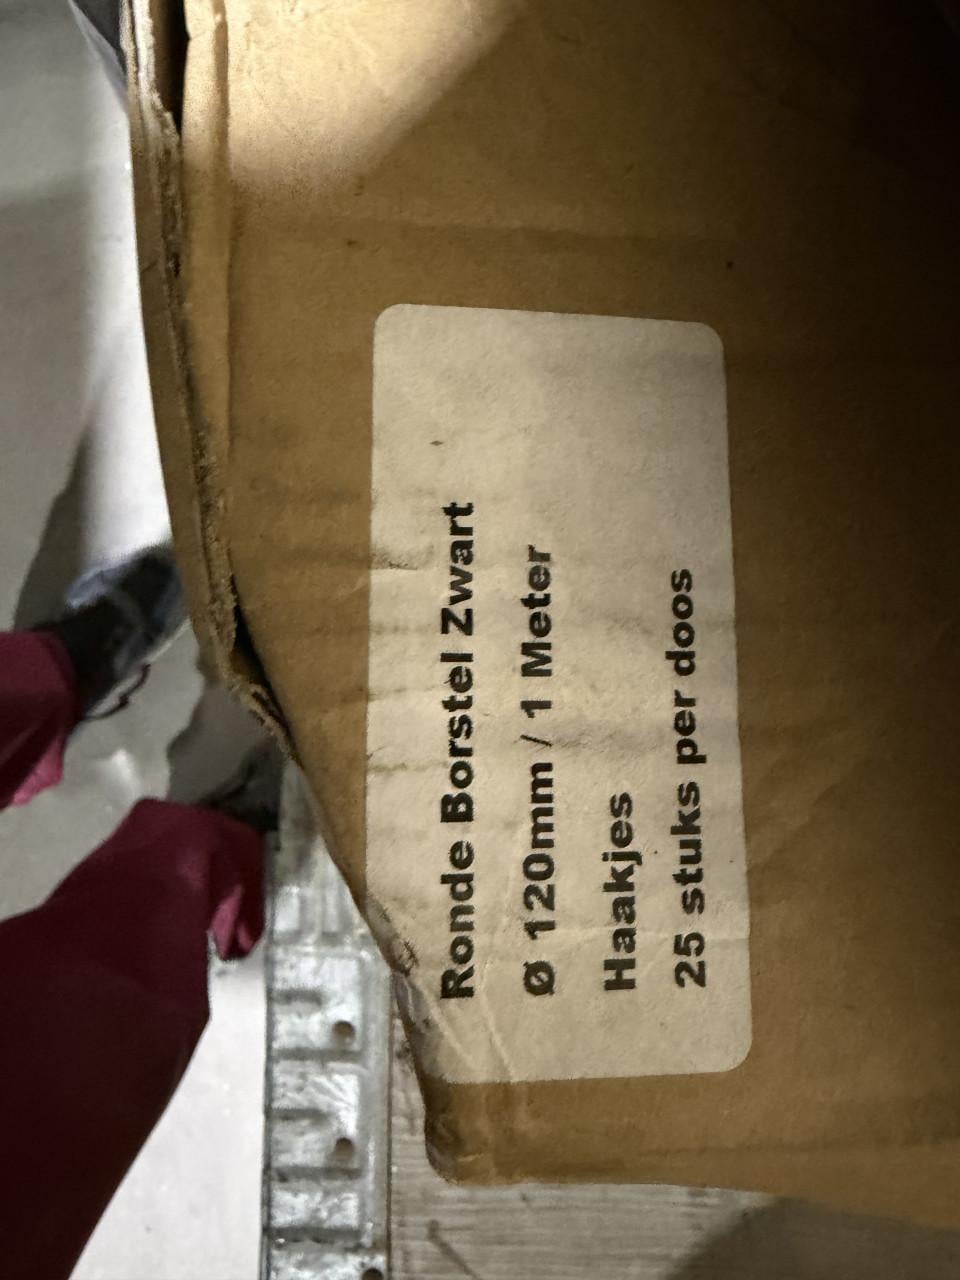 Ronde Borstel Zwart
Ø 120mm / 1 Meter
Haakjes
25 stuks per doos